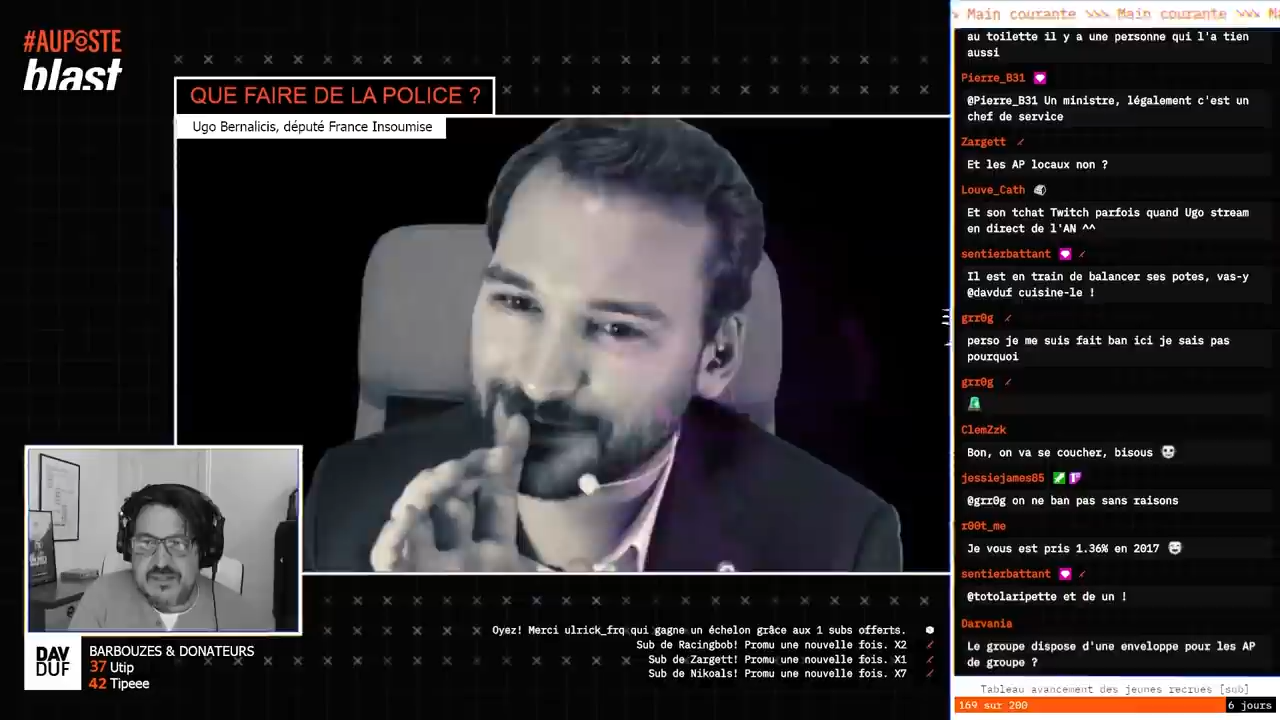 #AUPOSTE
blast
QUE FAIRE DE LA POLICE ?
Ugo Bernalicis, député France Insoumise
DAV
DUF
BARBOUZES & DONATEURS
37 Utip
42 Tipeee
Oyez! Merci ulrick_frq qui gagne un échelon grâce aux 1 subs offerts.
Sub de Racingbob! Promu une nouvelle fois. X2
Sub de Zargett! Promu une nouvelle fois. X1
Sub de Nikoals! Promu une nouvelle fois. X7
Main courante >>> Main courante >>>
au toilette il y a une personne qui l'a tien
aussi
Pierre_B31
@Pierre_B31 Un ministre, légalement c'est un
chef de service
Zargett
Et les AP locaux non ?
Louve_Cath
Et son tchat Twitch parfois quand Ugo stream
en direct de l'AN ^^
sentierbattant
Il est en train de balancer ses potes, vas-y
@davduf cuisine-le !
grr0g
perso je me suis fait ban ici je sais pas
pourquoi
grr0g
ClemZzk
Bon, on va se coucher, bisous
jessiejames85
@grr0g on ne ban pas sans raisons
r00t_me
Je vous est pris 1.36% en 2017
sentierbattant
@totolaripette et de un !
Darvania
Le groupe dispose d'une enveloppe pour les AP
de groupe ?
Tableau avancement des jeunes recrues [sub]
169 sur 200
6 jours